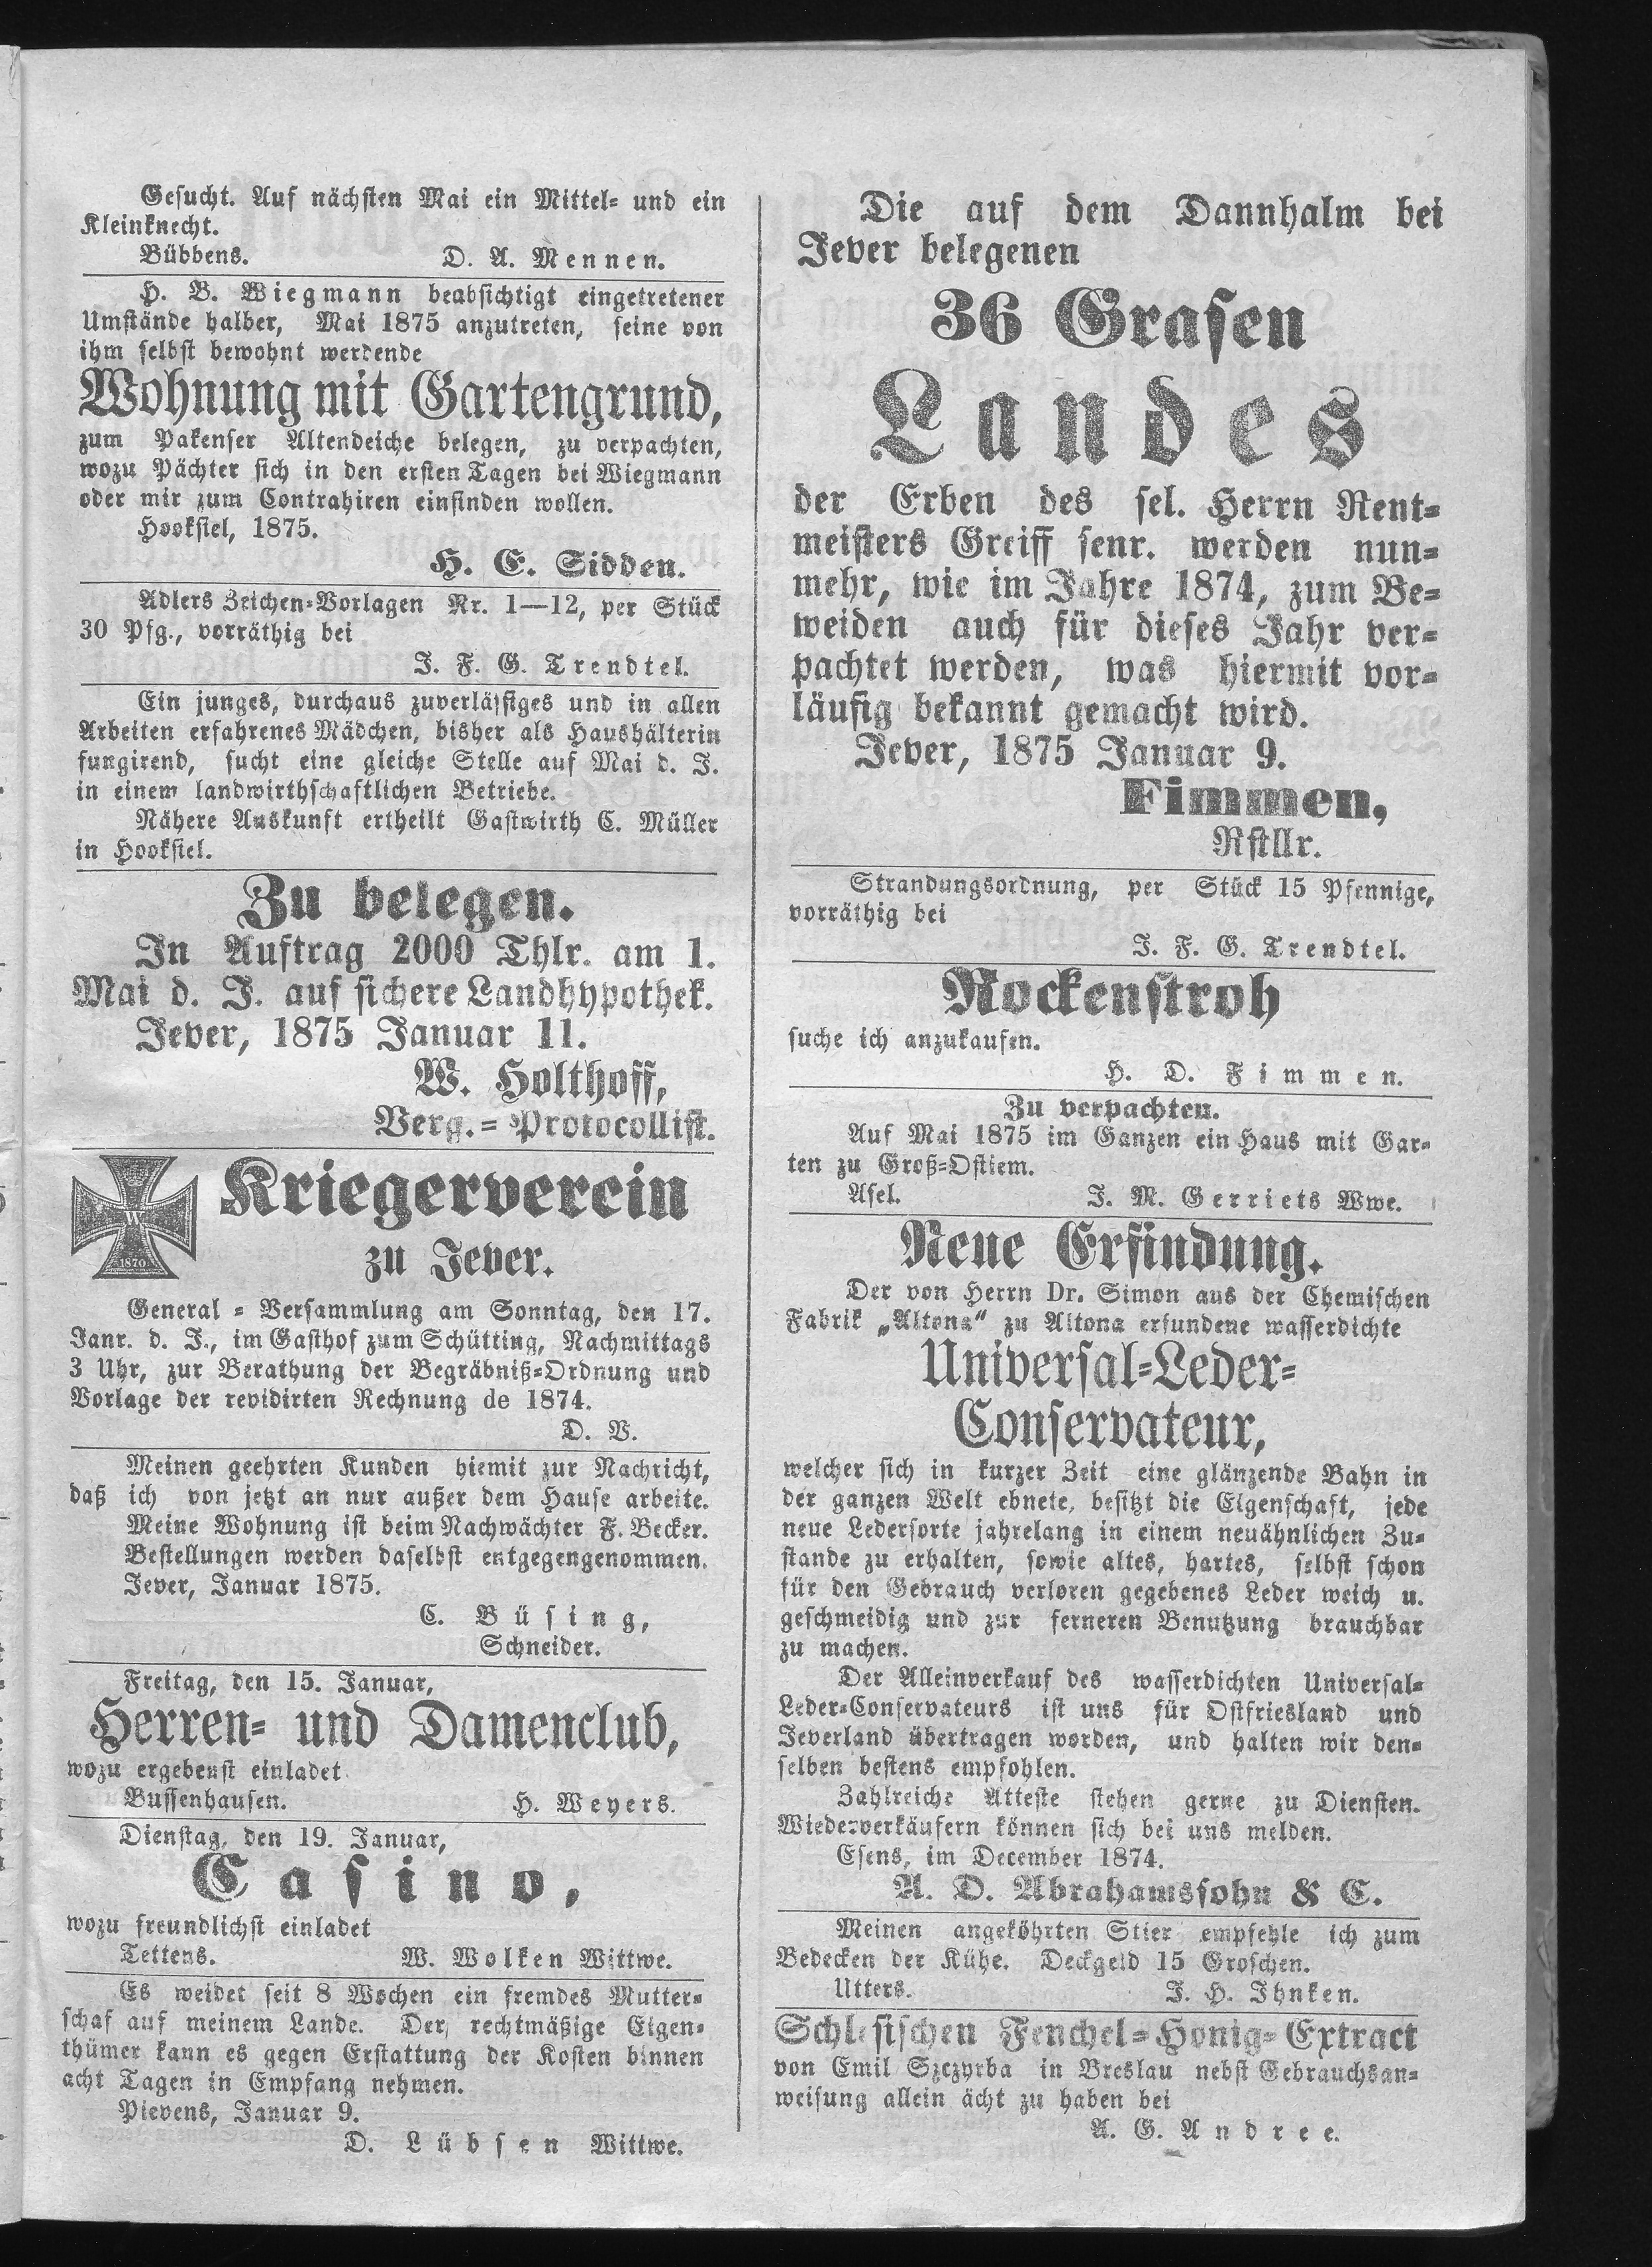 Gesucht. Auf nächsten Mai ein Mittel- und ein
Kleinknecht.
Bübbens. D. A. Mennen.
H. B. Wiegmann beabsichtigt eingetretener
Umstände halber, Mai 1875 anzutreten, seine von
ihm selbst bewohnt werdende
Wohnung mit Gartengrund,
zum Pakenser Altendeiche belegen, zu verpachten,
wozu Pächter sich in den ersten Tagen bei Wiegmann
oder mir zum Contrahiren einfinden wollen.
Hooksiel, 1875.
H. E. Sidden.
Adlers Zeichen-Vorlagen Nr. 1—12, per Stück
30 Pfg., vorräthig bei
J. F. G. Trendtel.
Ein junges, durchaus zuverlässiges und in allen
Arbeiten erfahrenes Mädchen, bisher als Haushälterin
fungirend, sucht eine gleiche Stelle auf Mai d. J.
in einem landwirthschaftlichen Betriebe.
Nähere Auskunft ertheilt Gastwirth C. Müller
in Hooksiel.
Zu belegen.
In Auftrag 2000 Thlr. am 1.
Mai d. J. auf sichere Landhypothek.
Jever, 1875 Januar 11.
W. Holthoff,
Verg.-Protocollist.
W
1870
Kriegerverein
zu Jever.
General-Versammlung am Sonntag, den 17.
Janr. d. J., im Gasthof zum Schütting, Nachmittags
3 Uhr, zur Berathung der Begräbniß-Ordnung und
Vorlage der revidirten Rechnung de 1874.
D. V.
Meinen geehrten Kunden hiemit zur Nachricht,
daß ich von jetzt an nur außer dem Hause arbeite.
Meine Wohnung ist beim Nachwächter F. Becker.
Bestellungen werden daselbst entgegengenommen.
Jever, Januar 1875.
C. Büsing,
Schneider.
Freitag, den 15. Januar,
Herren- und Damenclub,
wozu ergebenst einladet
Bussenhausen. H. Weyers.
Dienstag, den 19. Januar,
Casino,
wozu freundlichst einladet
Tettens. W. Wolken Wittwe.
Es weidet seit 8 Wochen ein fremdes Mutter-
schaf auf meinem Lande. Der rechtmäßige Eigen-
thümer kann es gegen Erstattung der Kosten binnen
acht Tagen in Empfang nehmen.
Pievens, Januar 9.
D. Lübsen Wittwe.
Die auf dem Dannhalm bei
Jever belegenen
36 Grasen
Landes
der Erben des sel. Herrn Rent-
meisters Greiff senr. werden nun-
mehr, wie im Jahre 1874, zum Be-
weiden auch für dieses Jahr ver-
pachtet werden, was hiermit vor-
läufig bekannt gemacht wird.
Jever, 1875 Januar 9.
Fimmen,
Rstllr.
Strandungsordnung, per Stück 15 Pfennige,
vorräthig bei
J. F. G. Trendtel.
Rockenstroh
suche ich anzukaufen.
H. D. Fimmen.
Zu verpachten.
Auf Mai 1875 im Ganzen ein Haus mit Gar-
ten zu Groß-Ostiem.
Asel. J. M. Gerriets Wwe.
Neue Erfindung.
Der von Herrn Dr. Simon aus der Chemischen
Fabrik „Altona“ zu Altona erfundene wasserdichte
Universal-Leder-
Conservateur,
welcher sich in kurzer Zeit eine glänzende Bahn in
der ganzen Welt ebnete, besitzt die Eigenschaft, jede
neue Ledersorte jahrelang in einem neuähnlichen Zu-
stande zu erhalten, sowie altes, hartes, selbst schon
für den Gebrauch verloren gegebenes Leder weich u.
geschmeidig und zur ferneren Benutzung brauchbar
zu machen.
Der Alleinverkauf des wasserdichten Universal-
Leder-Conservateurs ist uns für Ostfriesland und
Jeverland übertragen worden, und halten wir den-
selben bestens empfohlen.
Zahlreiche Atteste stehen gerne zu Diensten.
Wiederverkäufern können sich bei uns melden.
Esens, im December 1874.
A. D. Abrahamssohn & C.
Meinen angeköhrten Stier empfehle ich zum
Bedecken der Kühe. Deckgeld 15 Groschen.
Utters. J. H. Ihnken.
Schlesischen Fenchel-Honig-Extract
von Emil Szczyrba in Breslau nebst Gebrauchsan-
weisung allein ächt zu haben bei
A. G. Andree.